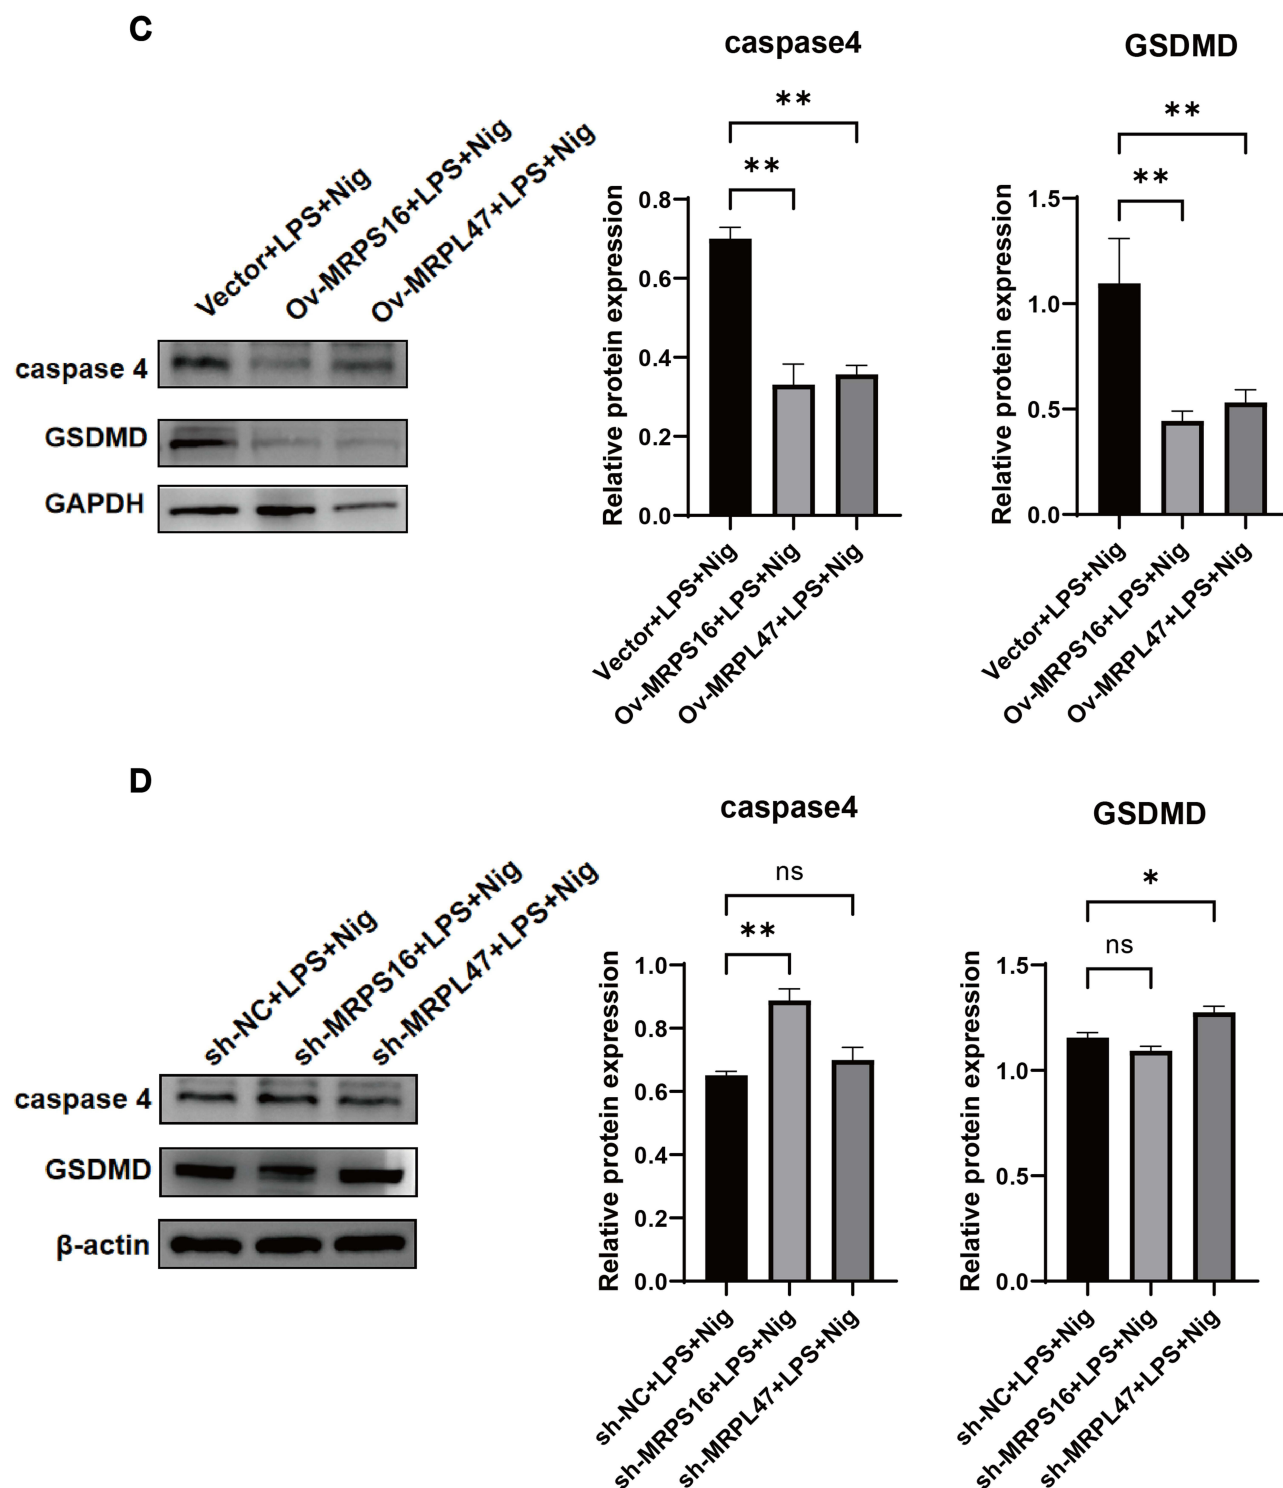 C
caspase4
GSDMD
Vector+LPS+Nig
Ov-MRPS16+LPS+Nig
Ov-MRPL47+LPS+Nig
caspase 4
GSDMD
GAPDH
**
**
Relative protein expression
0.8
0.6
0.4
0.2
0.0
Vector+LPS+Nig
Ov-MRPS16+LPS+Nig
Ov-MRPL47+LPS+Nig
**
**
Relative protein expression
1.5
1.0
0.5
0.0
Vector+LPS+Nig
Ov-MRPS16+LPS+Nig
Ov-MRPL47+LPS+Nig
D
caspase4
GSDMD
sh-NC+LPS+Nig
sh-MRPS16+LPS+Nig
sh-MRPL47+LPS+Nig
caspase 4
GSDMD
β-actin
ns
**
Relative protein expression
1.0
0.8
0.6
0.4
0.2
0.0
sh-NC+LPS+Nig
sh-MRPS16+LPS+Nig
sh-MRPL47+LPS+Nig
*
ns
Relative protein expression
1.5
1.0
0.5
0.0
sh-NC+LPS+Nig
sh-MRPS16+LPS+Nig
sh-MRPL47+LPS+Nig